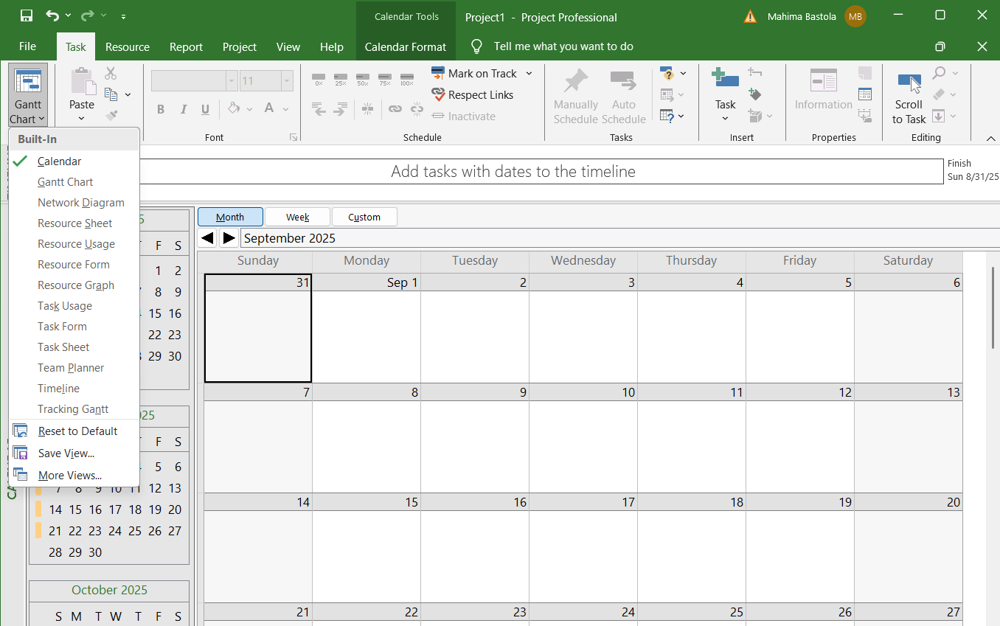 Calendar Tools
Project1 - Project Professional
Mahima Bastola MB
File Task Resource Report Project View Help Calendar Format Tell me what you want to do
Gantt Chart
Paste
11
B I U A
Font
0% 25% 50% 75% 100%
Mark on Track
Respect Links
Inactivate
Schedule
Manually Schedule
Auto Schedule
Tasks
Task
Insert
Information
Properties
Scroll to Task
Editing
Built-In
Calendar
Gantt Chart
Network Diagram
Resource Sheet
Resource Usage
Resource Form
Resource Graph
Task Usage
Task Form
Task Sheet
Team Planner
Timeline
Tracking Gantt
Reset to Default
Save View...
More Views...
Add tasks with dates to the timeline
Finish
Sun 8/31/25
F S
1 2
8 9
15 16
22 23
29 30
F S
5 6
7 8 9 10 11 12 13
14 15 16 17 18 19 20
21 22 23 24 25 26 27
28 29 30
October 2025
S M T W T F S
Month Week Custom
September 2025
Sunday Monday Tuesday Wednesday Thursday Friday Saturday
31 Sep 1 2 3 4 5 6
7 8 9 10 11 12 13
14 15 16 17 18 19 20
21 22 23 24 25 26 27